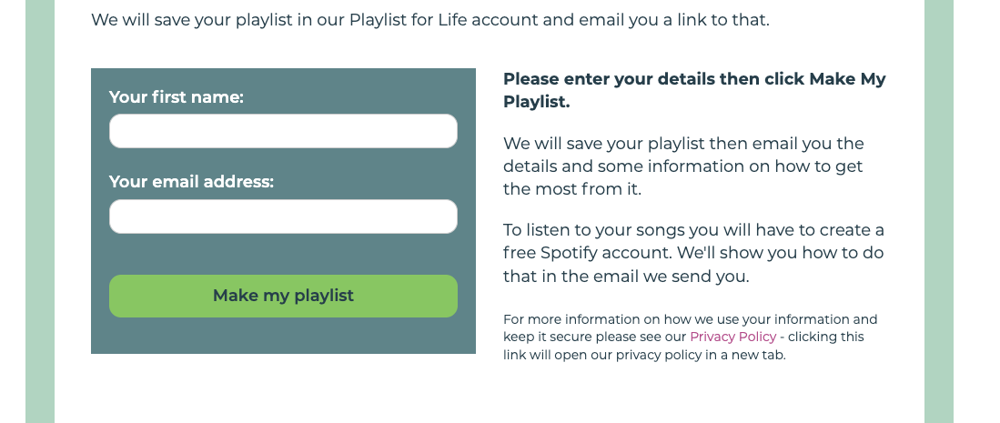 We will save your playlist in our Playlist for Life account and email you a link to that.
Your first name:
Your email address:
Make my playlist
Please enter your details then click Make My
Playlist.
We will save your playlist then email you the
details and some information on how to get
the most from it.
To listen to your songs you will have to create a
free Spotify account. We'll show you how to do
that in the email we send you.
For more information on how we use your information and
keep it secure please see our Privacy Policy - clicking this
link will open our privacy policy in a new tab.